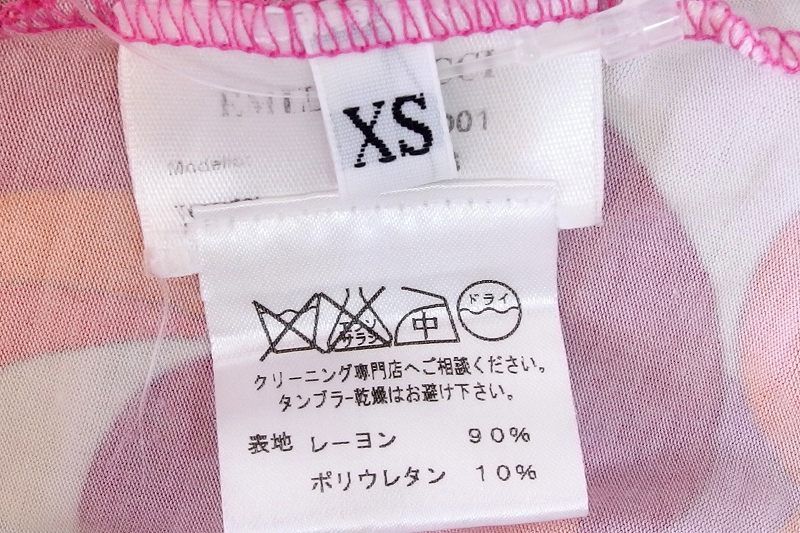 XS
001
Modello
ドライ
エンソ
サラシ
中
クリーニング専門店へご相談ください。
タンブラー乾燥はお避け下さい。
表地 レーヨン 90%
ポリウレタン 10%